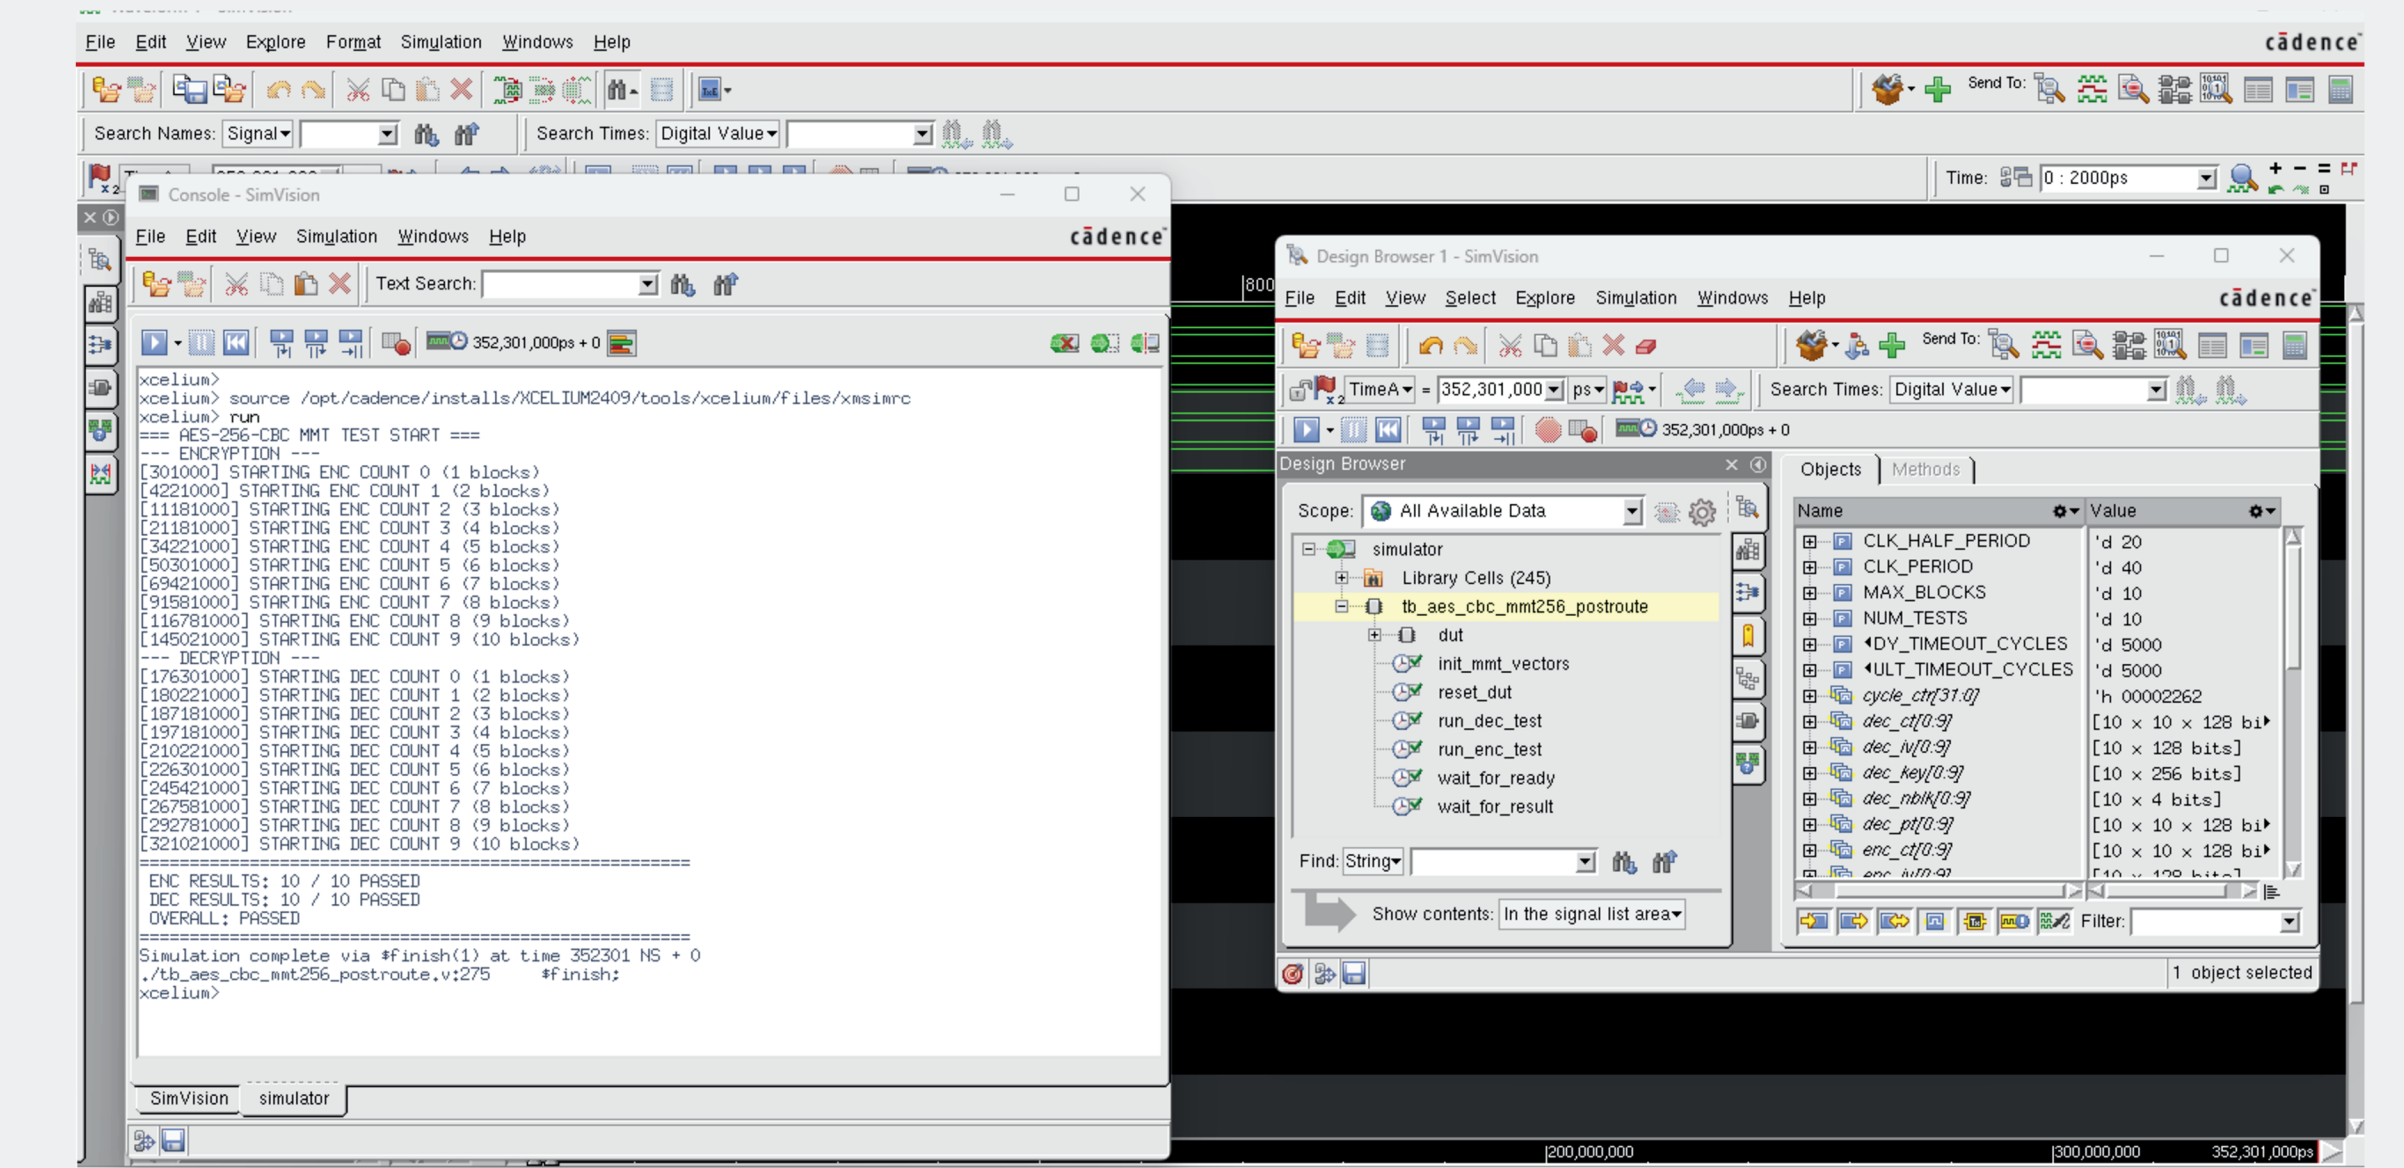 File Edit View Explore Format Simulation Windows Help
cādence
Send To:
Search Names: Signal
Search Times: Digital Value
Time: 0 : 2000ps
x2
Console - SimVision
File Edit View Simulation Windows Help
cādence
Text Search:
352,301,000ps + 0
xcelium>
xcelium> source /opt/cadence/installs/XCELIUM2409/tools/xcelium/files/xmsimrc
xcelium> run
=== AES-256-CBC MMT TEST START ===
--- ENCRYPTION ---
[301000] STARTING ENC COUNT 0 (1 blocks)
[4221000] STARTING ENC COUNT 1 (2 blocks)
[11181000] STARTING ENC COUNT 2 (3 blocks)
[21181000] STARTING ENC COUNT 3 (4 blocks)
[34221000] STARTING ENC COUNT 4 (5 blocks)
[50301000] STARTING ENC COUNT 5 (6 blocks)
[69421000] STARTING ENC COUNT 6 (7 blocks)
[91581000] STARTING ENC COUNT 7 (8 blocks)
[116781000] STARTING ENC COUNT 8 (9 blocks)
[145021000] STARTING ENC COUNT 9 (10 blocks)
--- DECRYPTION ---
[176301000] STARTING DEC COUNT 0 (1 blocks)
[180221000] STARTING DEC COUNT 1 (2 blocks)
[187181000] STARTING DEC COUNT 2 (3 blocks)
[197181000] STARTING DEC COUNT 3 (4 blocks)
[210221000] STARTING DEC COUNT 4 (5 blocks)
[226301000] STARTING DEC COUNT 5 (6 blocks)
[245421000] STARTING DEC COUNT 6 (7 blocks)
[267581000] STARTING DEC COUNT 7 (8 blocks)
[292781000] STARTING DEC COUNT 8 (9 blocks)
[321021000] STARTING DEC COUNT 9 (10 blocks)
=======================================================
ENC RESULTS: 10 / 10 PASSED
DEC RESULTS: 10 / 10 PASSED
OVERALL: PASSED
=======================================================
Simulation complete via $finish(1) at time 352301 NS + 0
./tb_aes_cbc_mmt256_postroute.v:275 $finish;
xcelium>
SimVision simulator
800
Design Browser 1 - SimVision
File Edit View Select Explore Simulation Windows Help
cādence
Send To:
x2 TimeA = 352,301,000 ps
Search Times: Digital Value
352,301,000ps + 0
Design Browser
Scope: All Available Data
simulator
Library Cells (245)
tb_aes_cbc_mmt256_postroute
dut
init_mmt_vectors
reset_dut
run_dec_test
run_enc_test
wait_for_ready
wait_for_result
Find: String
Show contents: In the signal list area
Objects Methods
Name Value
CLK_HALF_PERIOD 'd 20
CLK_PERIOD 'd 40
MAX_BLOCKS 'd 10
NUM_TESTS 'd 10
DY_TIMEOUT_CYCLES 'd 5000
ULT_TIMEOUT_CYCLES 'd 5000
cycle_ctr[31:0] 'h 00002262
dec_ct[0:9] [10 x 10 x 128 bi
dec_iv[0:9] [10 x 128 bits]
dec_key[0:9] [10 x 256 bits]
dec_nblk[0:9] [10 x 4 bits]
dec_pt[0:9] [10 x 10 x 128 bi
enc_ct[0:9] [10 x 10 x 128 bi
enc_iv[0:9] [10 x 128 bits]
Filter:
1 object selected
200,000,000 300,000,000 352,301,000ps